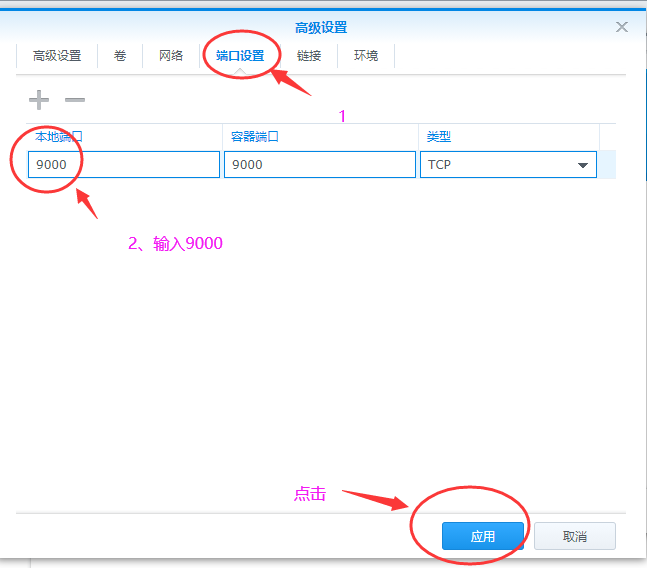 高级设置
高级设置 卷 网络 端口设置 链接 环境
1
本地端口 容器端口 类型
9000 9000 TCP
2、输入9000
点击
应用 取消